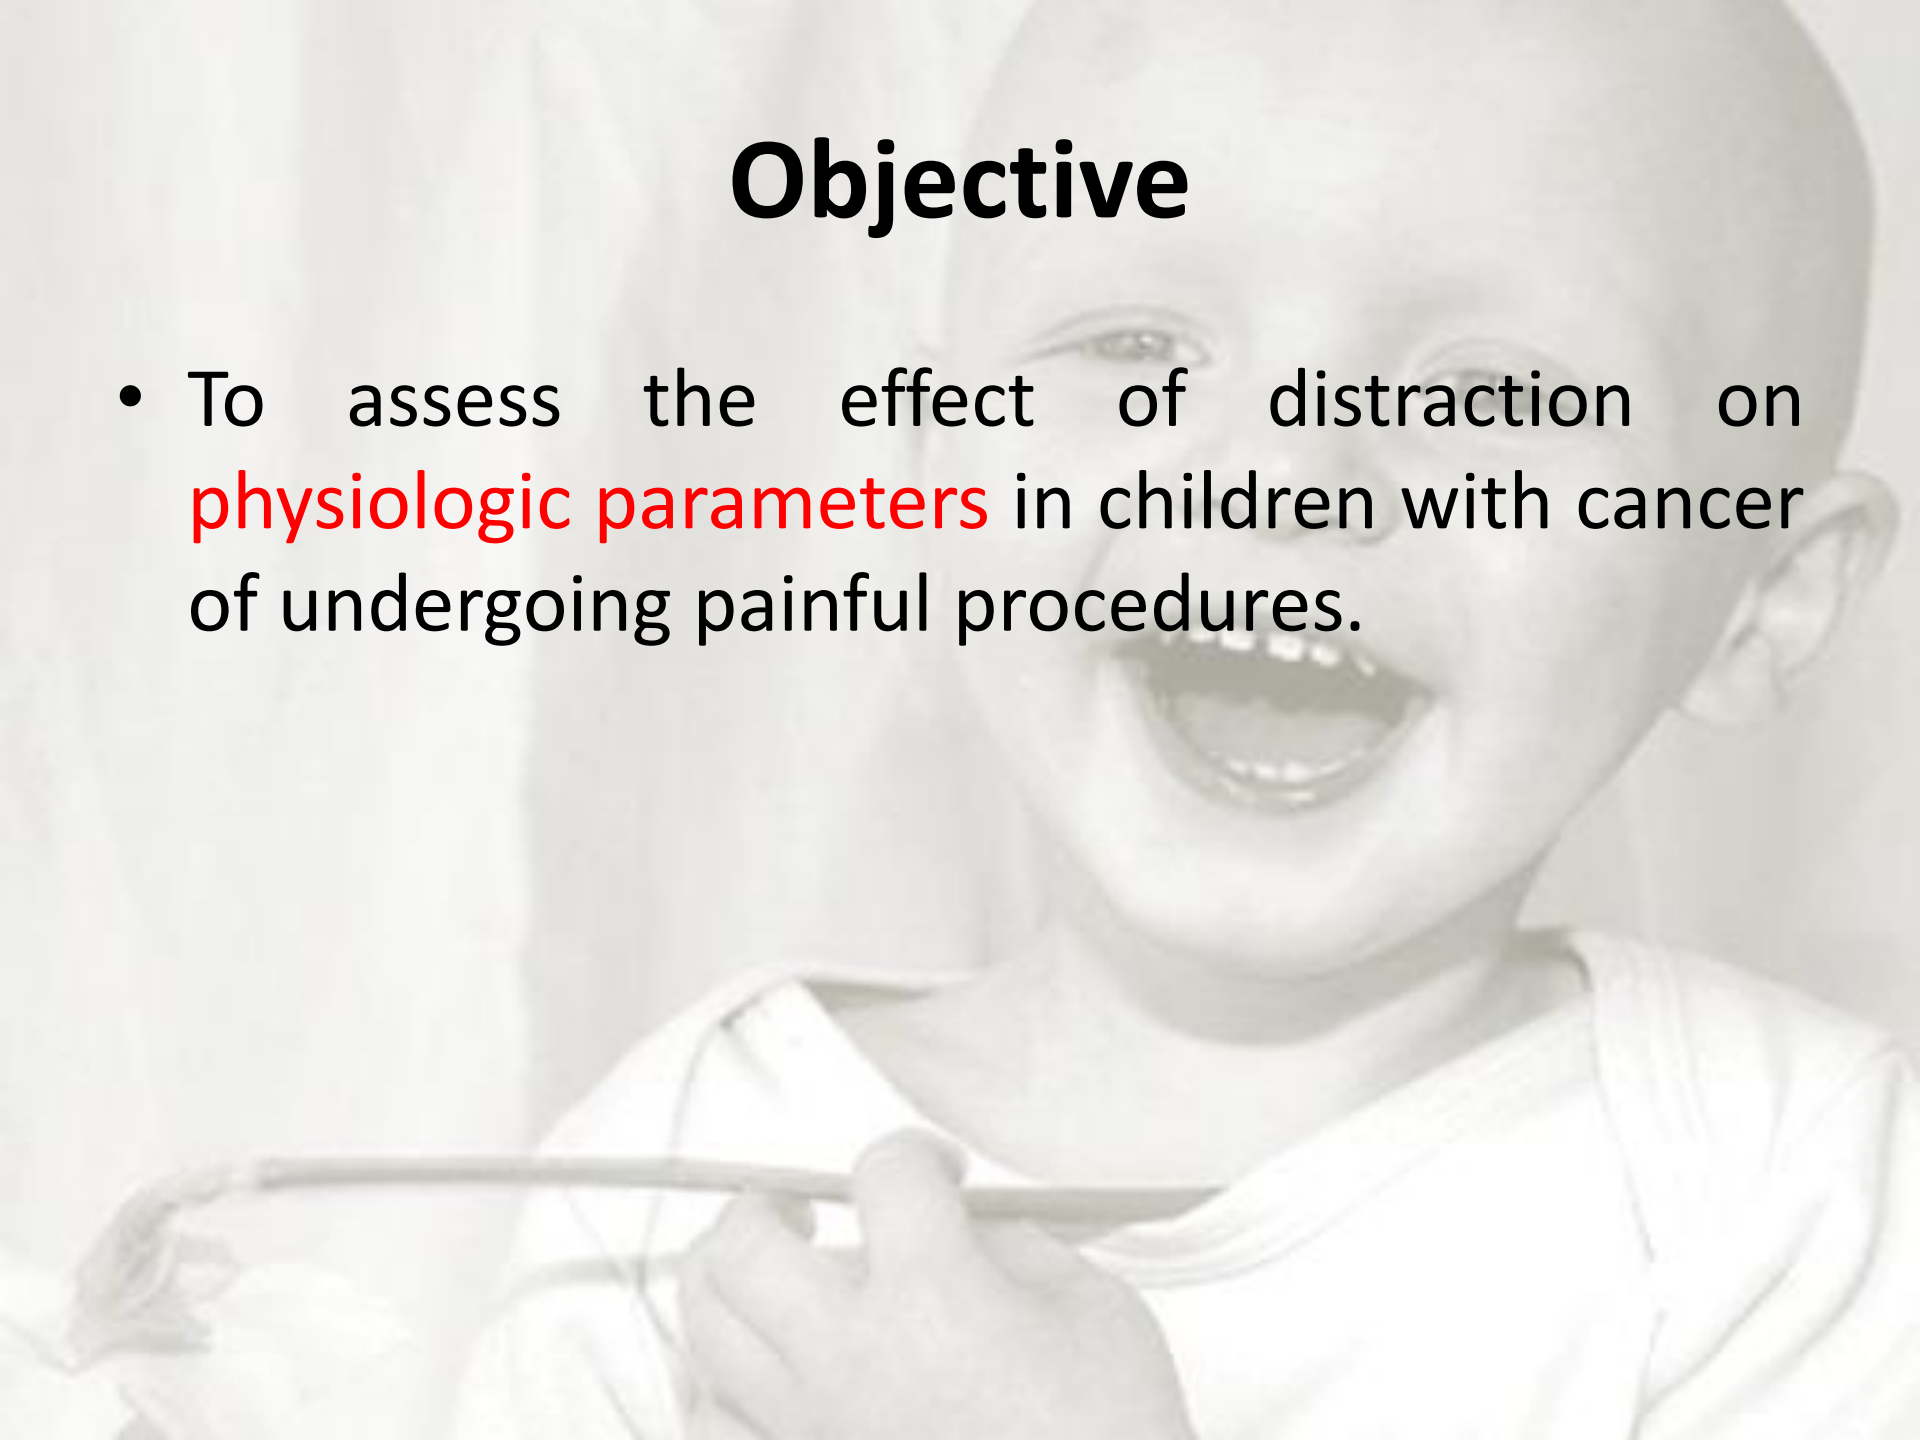 Objective
• To assess the effect of distraction on
physiologic parameters in children with cancer
of undergoing painful procedures.